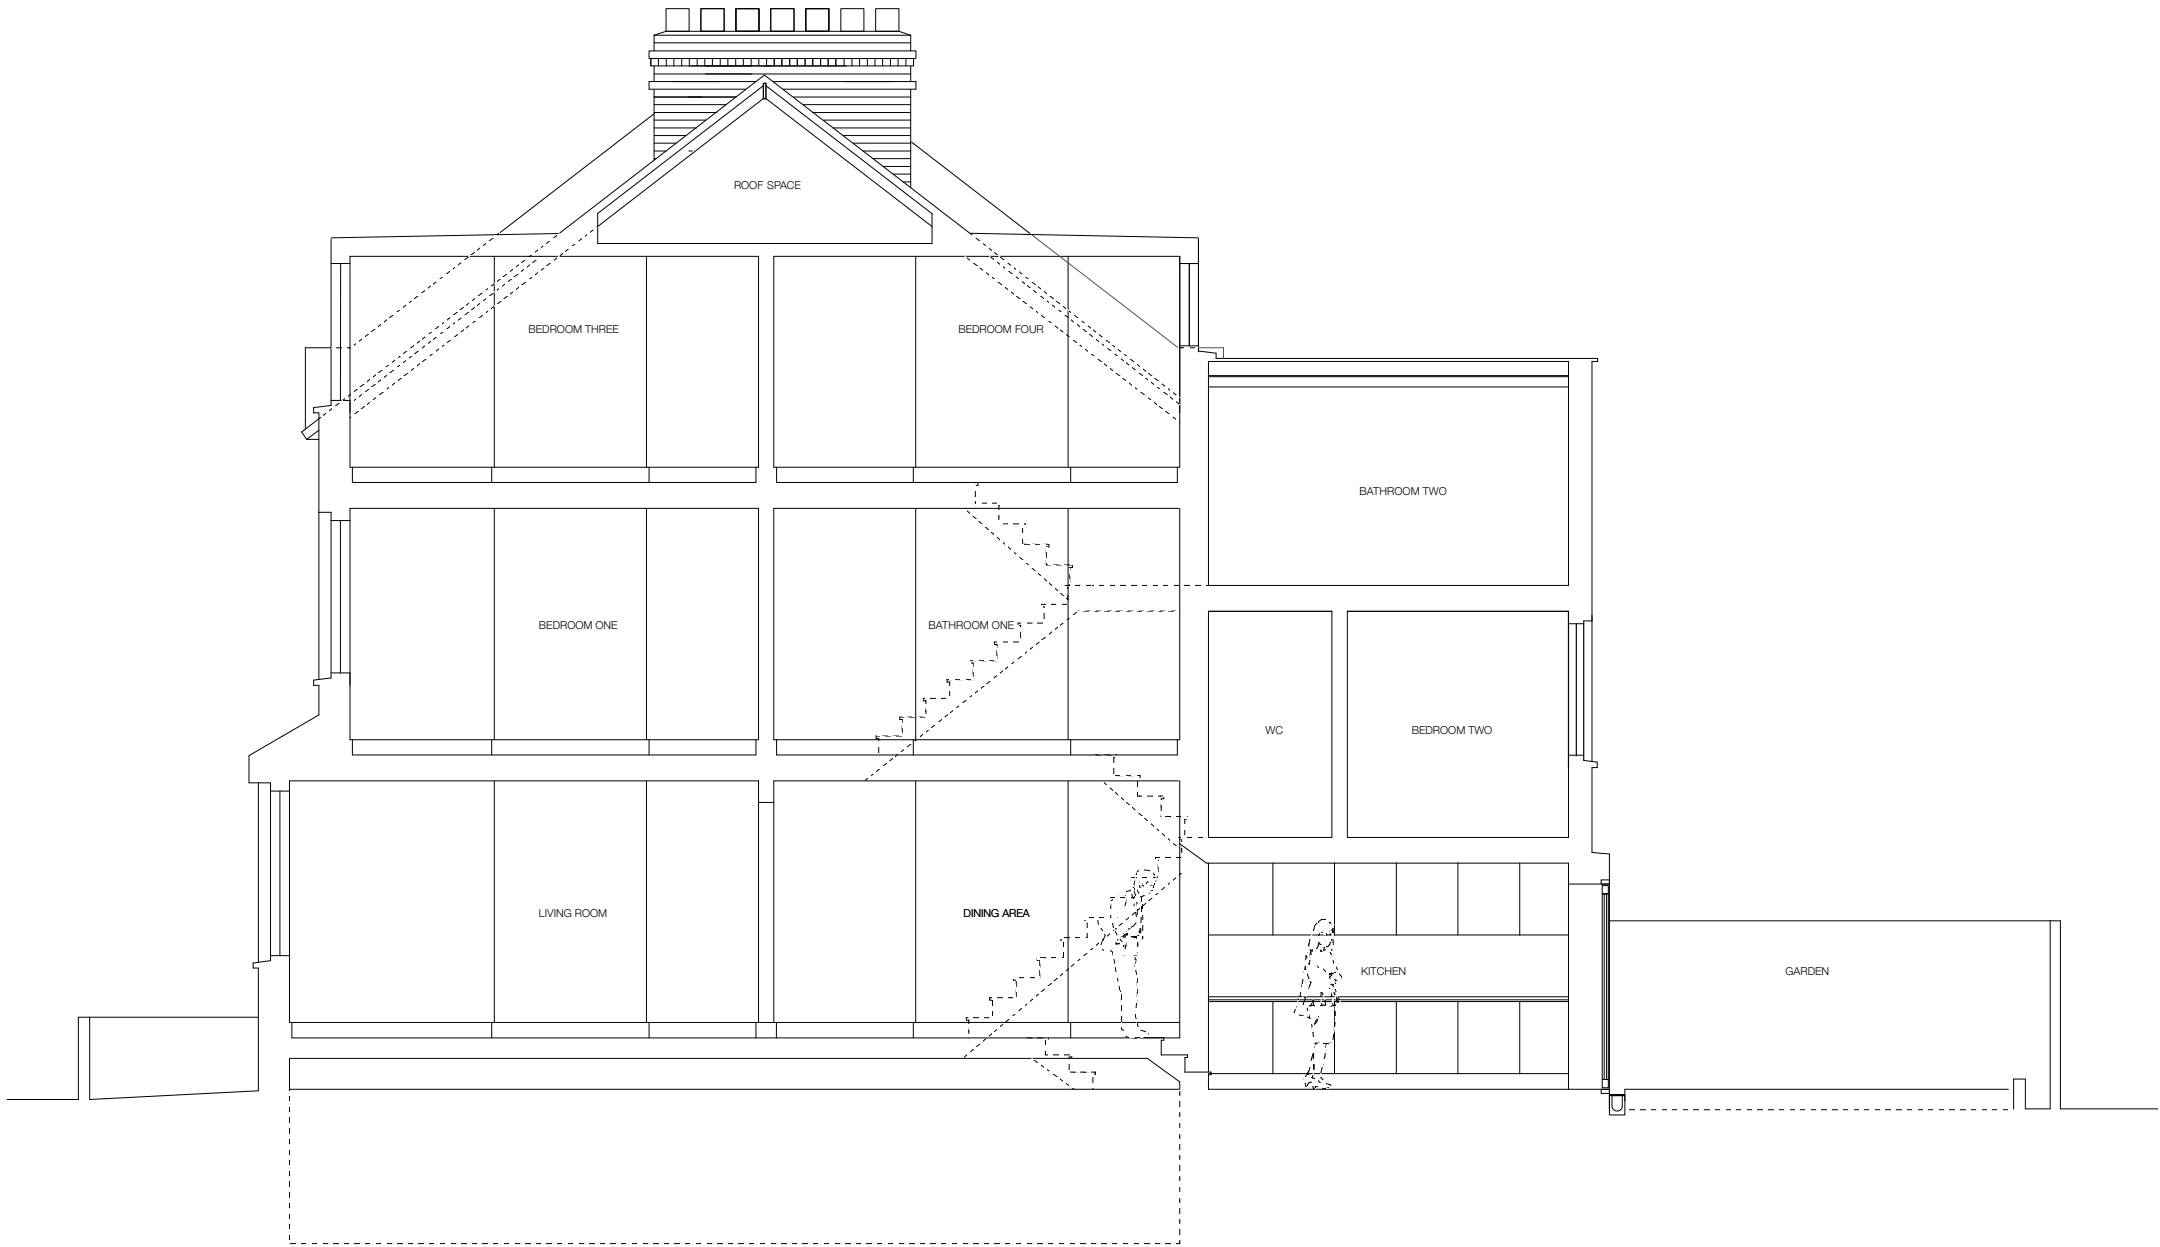 ROOF SPACE
BEDROOM THREE
BEDROOM FOUR
BATHROOM TWO
BEDROOM ONE
BATHROOM ONE
WC
BEDROOM TWO
LIVING ROOM
DINING AREA
KITCHEN
GARDEN